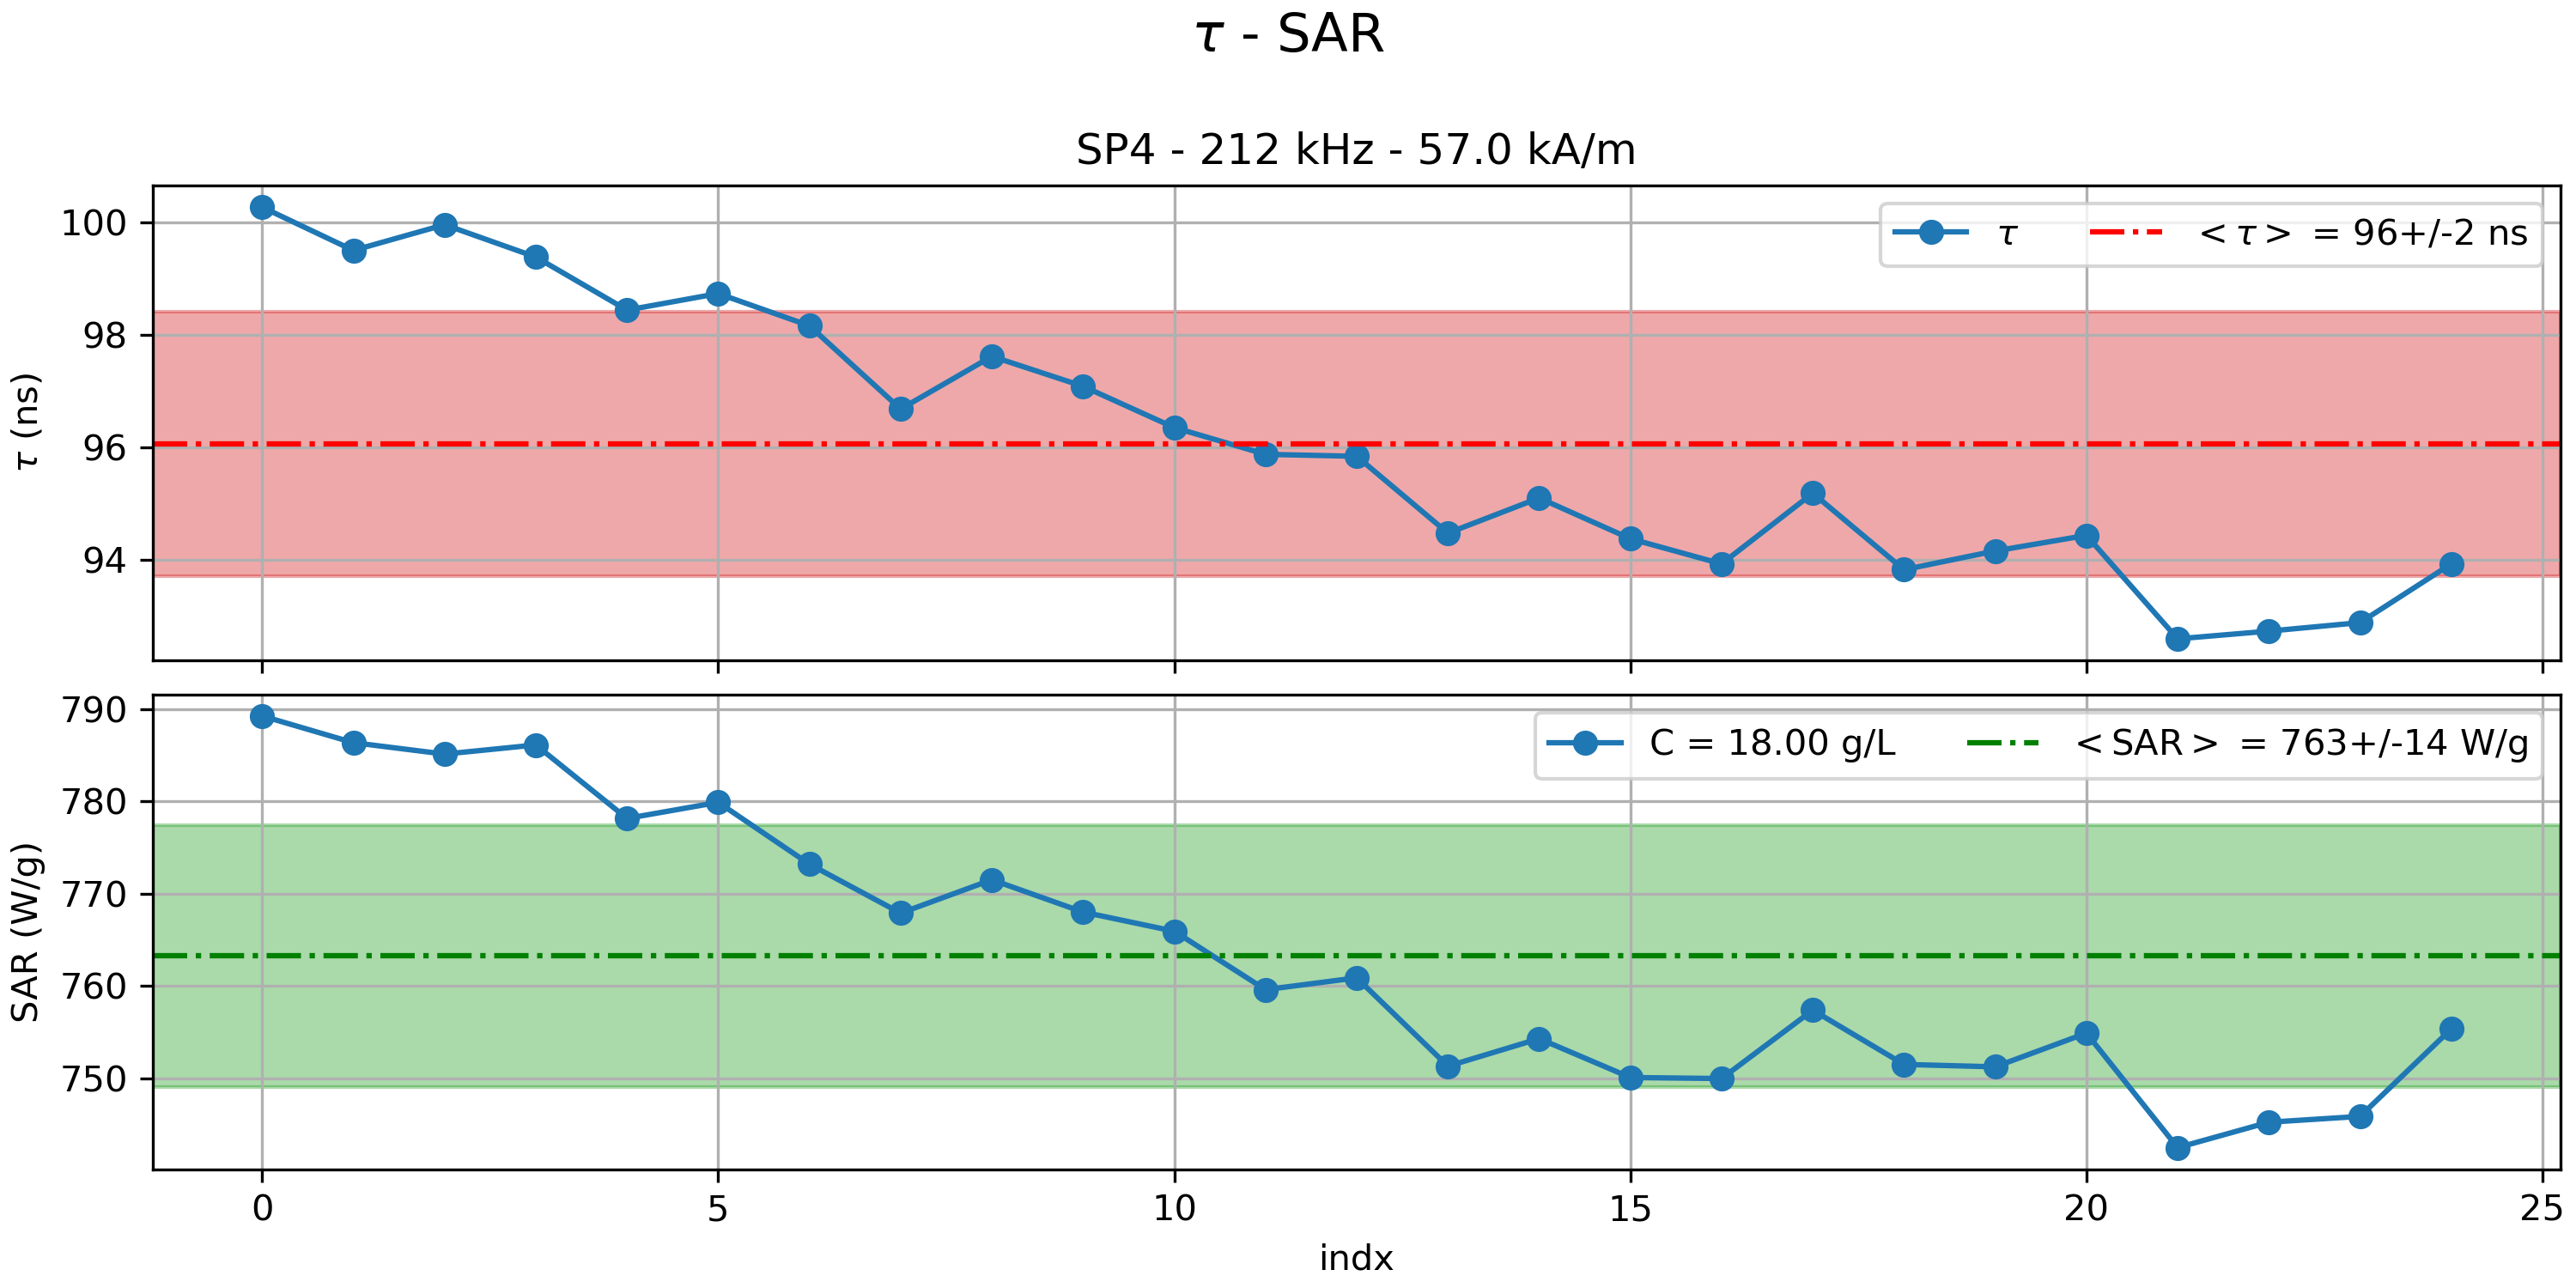 τ - SAR
SP4 - 212 kHz - 57.0 kA/m
τ
< τ > = 96+/-2 ns
τ (ns)
100
98
96
94
C = 18.00 g/L
< SAR > = 763+/-14 W/g
SAR (W/g)
790
780
770
760
750
0 5 10 15 20 25
indx